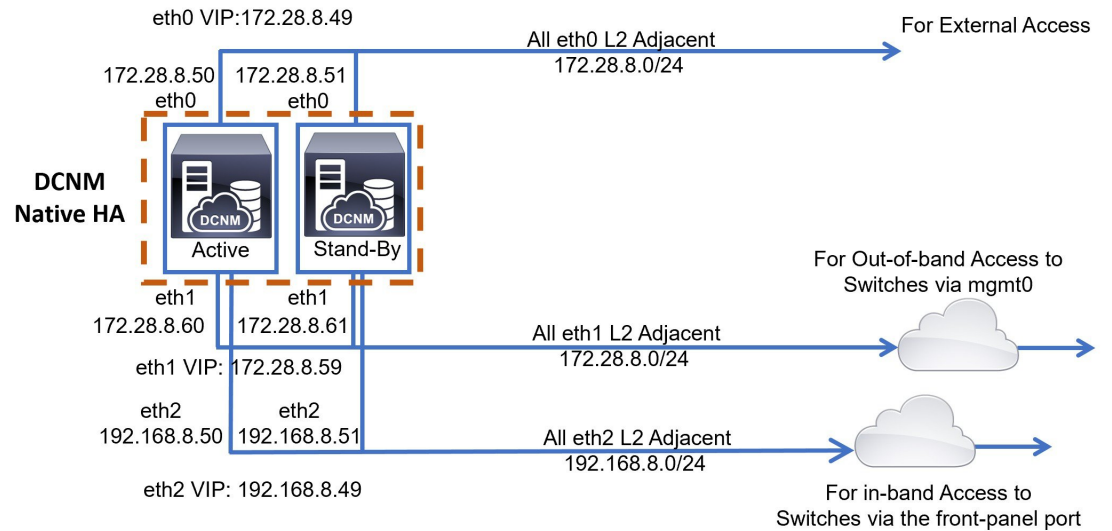 eth0 VIP:172.28.8.49
For External Access
All eth0 L2 Adjacent
172.28.8.0/24
172.28.8.50
eth0
172.28.8.51
eth0
DCNM
Native HA
DCNM
Active
DCNM
Stand-By
eth1
172.28.8.60
eth1
172.28.8.61
eth1 VIP: 172.28.8.59
All eth1 L2 Adjacent
172.28.8.0/24
For Out-of-band Access to
Switches via mgmt0
eth2
192.168.8.50
eth2
192.168.8.51
eth2 VIP: 192.168.8.49
All eth2 L2 Adjacent
192.168.8.0/24
For in-band Access to
Switches via the front-panel port